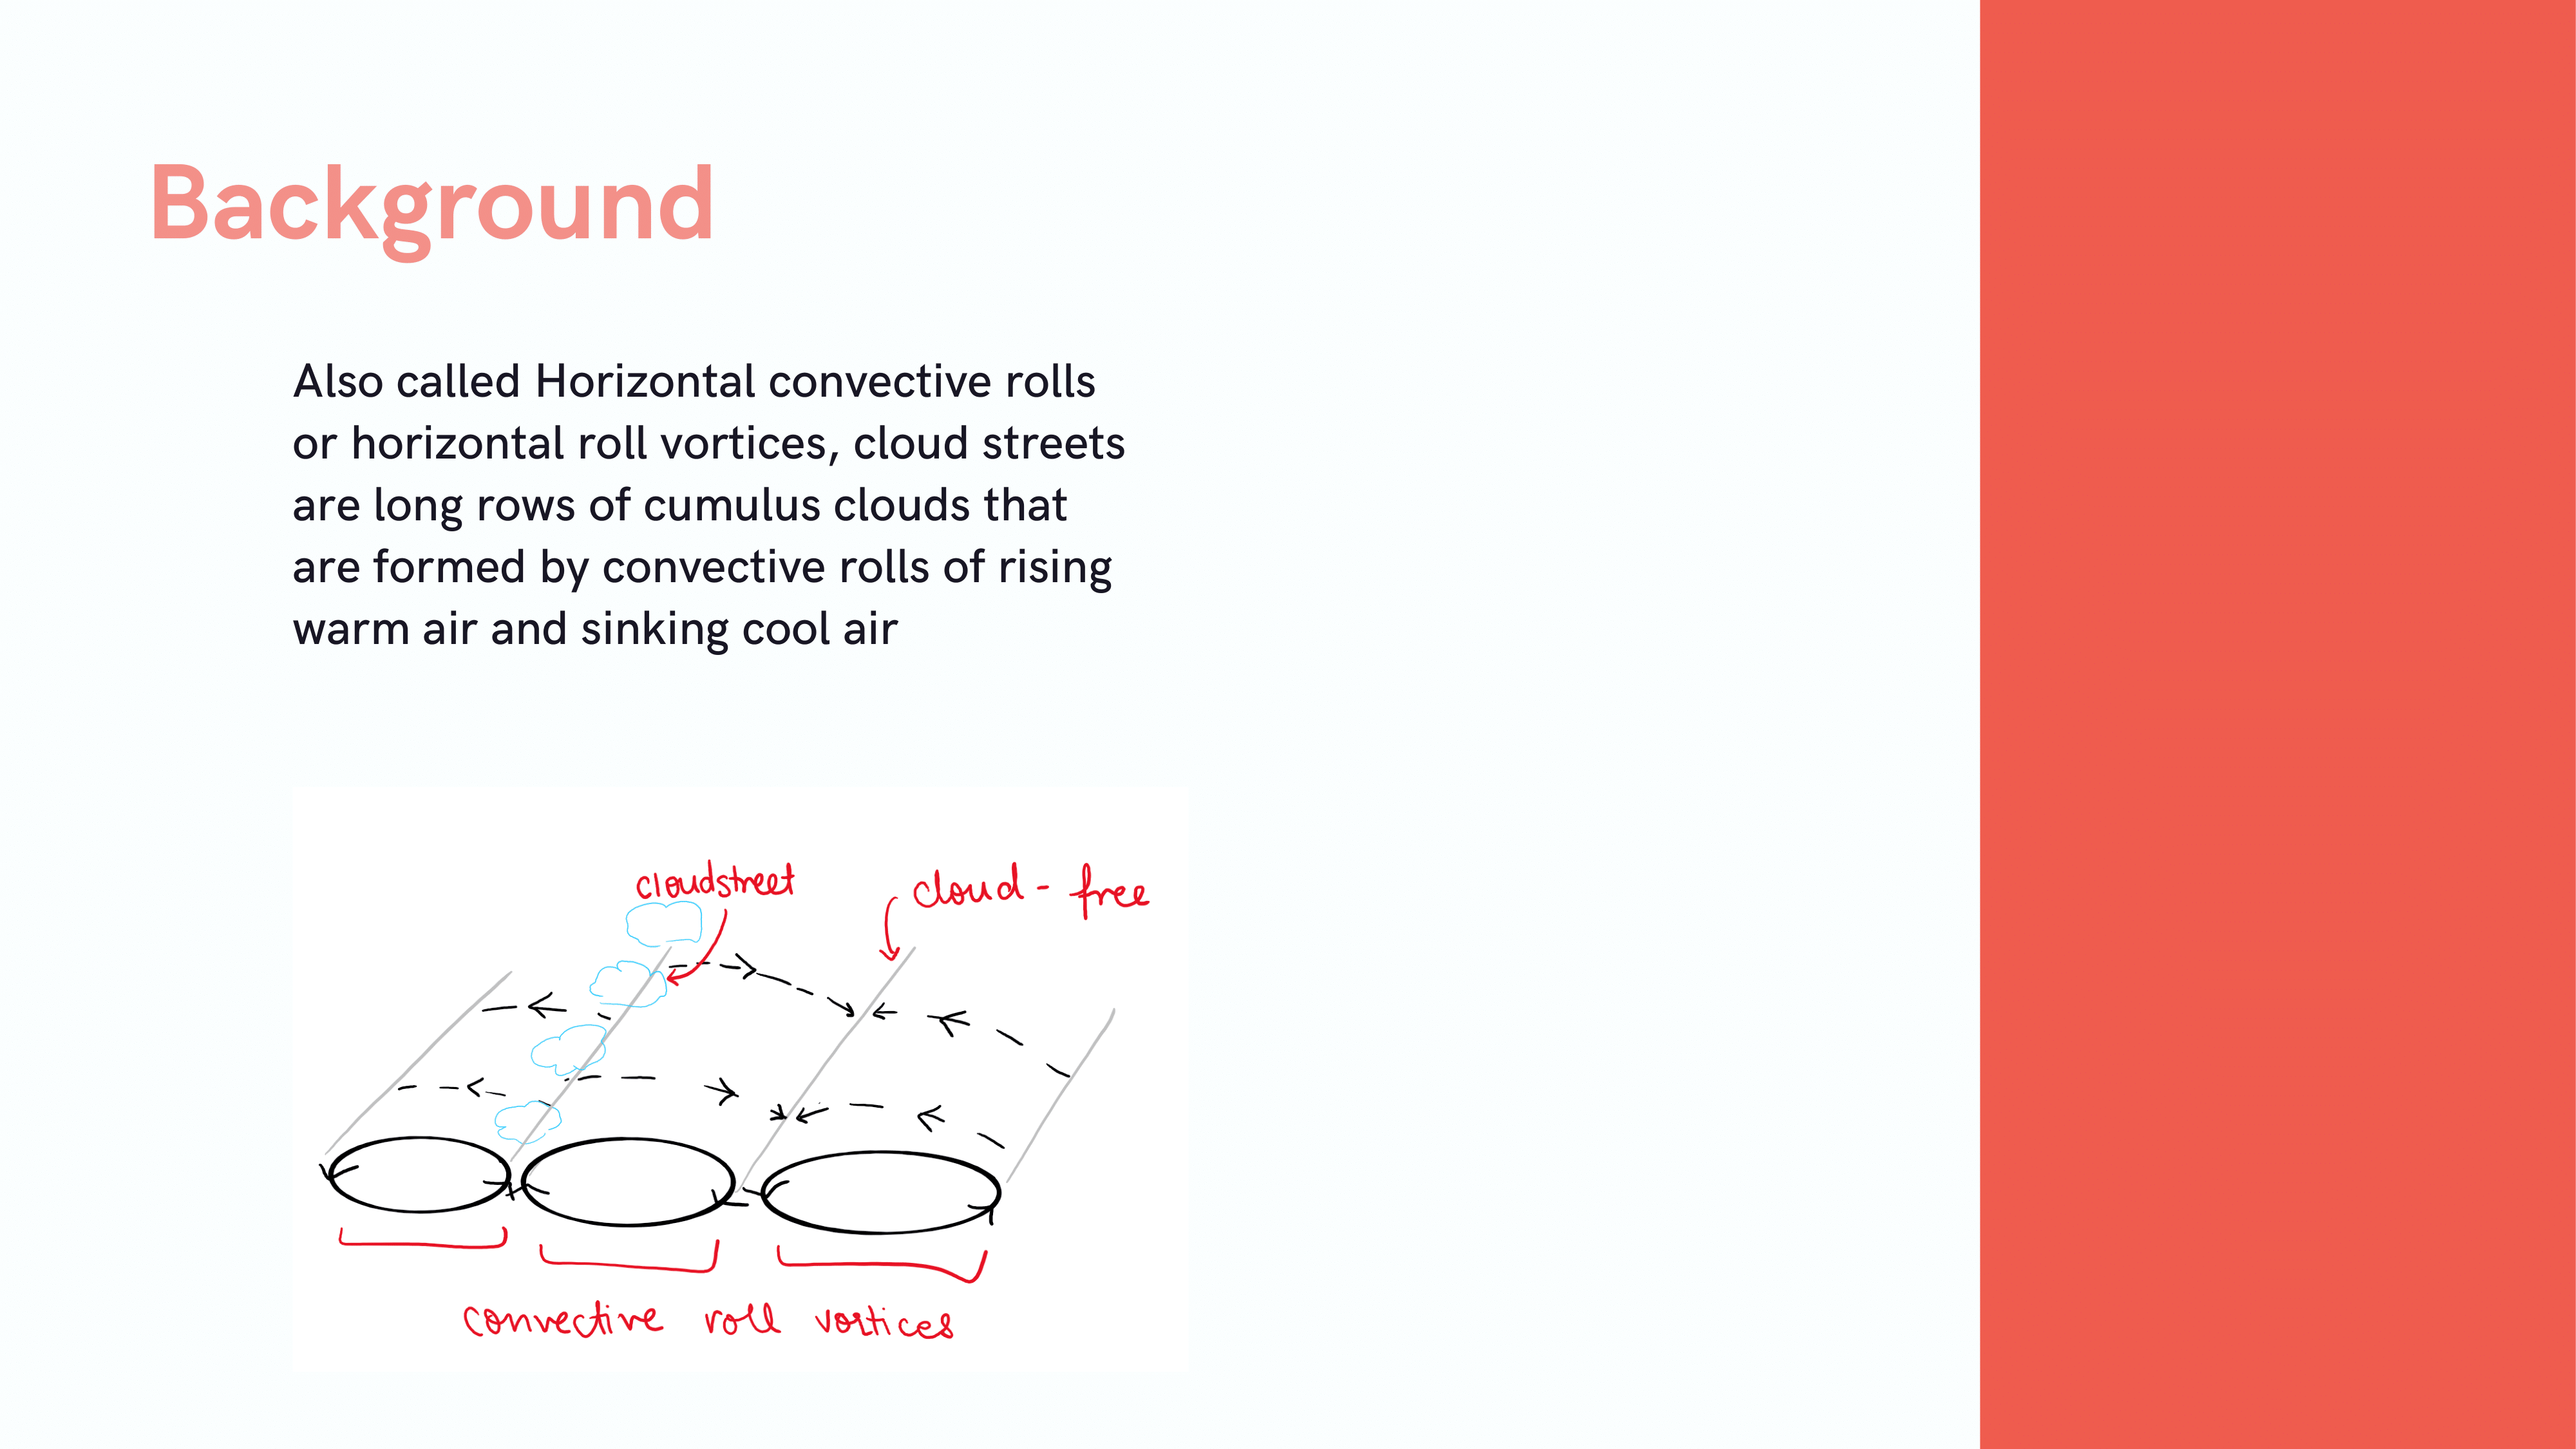 Background
Also called Horizontal convective rolls
or horizontal roll vortices, cloud streets
are long rows of cumulus clouds that
are formed by convective rolls of rising
warm air and sinking cool air
cloudstreet
cloud - free
convective roll vortices